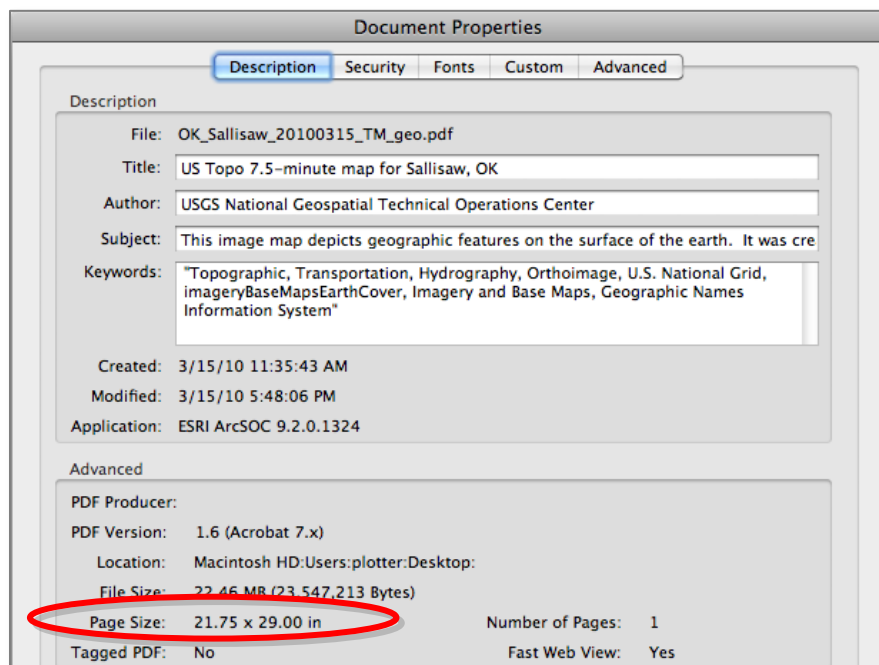 Document Properties
Description Security Fonts Custom Advanced
Description
File: OK_Sallisaw_20100315_TM_geo.pdf
Title: US Topo 7.5-minute map for Sallisaw, OK
Author: USGS National Geospatial Technical Operations Center
Subject: This image map depicts geographic features on the surface of the earth.  It was cre
Keywords: "Topographic, Transportation, Hydrography, Orthoimage, U.S. National Grid,
imageryBaseMapsEarthCover, Imagery and Base Maps, Geographic Names
Information System"
Created: 3/15/10 11:35:43 AM
Modified: 3/15/10 5:48:06 PM
Application: ESRI ArcSOC 9.2.0.1324
Advanced
PDF Producer:
PDF Version: 1.6 (Acrobat 7.x)
Location: Macintosh HD:Users:plotter:Desktop:
File Size: 22.46 MB (23,547,213 Bytes)
Page Size: 21.75 x 29.00 in Number of Pages: 1
Tagged PDF: No Fast Web View: Yes